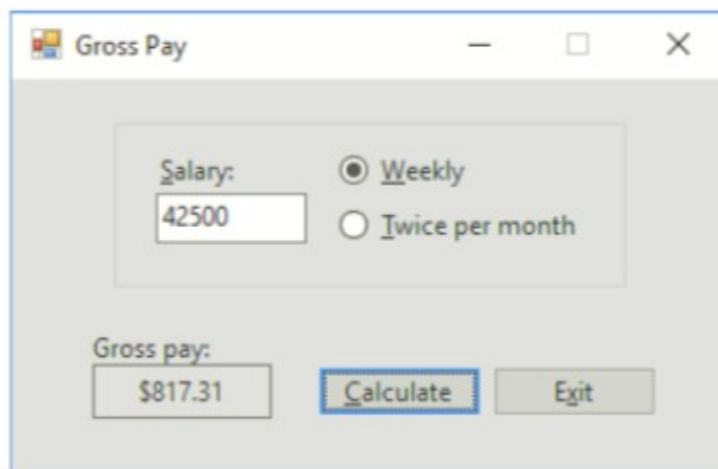 Gross Pay
Salary:
Weekly
42500
Twice per month
Gross pay:
$817.31
Calculate
Exit